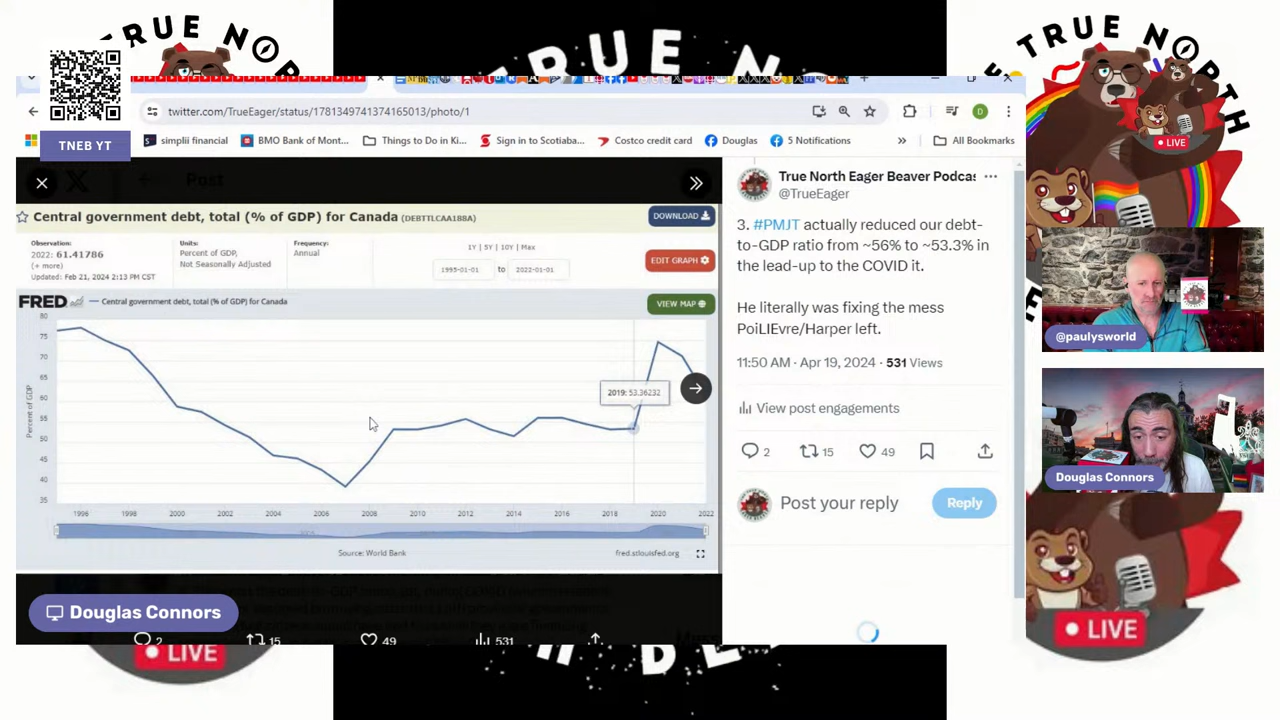 TRUE NO
TRUE N
TRUE NORTH
TNEB YT
twitter.com/TrueEager/status/1781349741374165013/photo/1
simplii financial
BMO Bank of Mont...
Things to Do in Ki...
Sign in to Scotiaba...
Costco credit card
Douglas
5 Notifications
»
All Bookmarks
Post
Central government debt, total (% of GDP) for Canada (DEBTTLCAA188A)
DOWNLOAD
Observation:
2022: 61.41786
(+ more)
Updated: Feb 21, 2024 2:13 PM CST
Units:
Percent of GDP,
Not Seasonally Adjusted
Frequency:
Annual
1Y | 5Y | 10Y | Max
1995-01-01 to 2022-01-01
EDIT GRAPH
FRED
Central government debt, total (% of GDP) for Canada
VIEW MAP
Percent of GDP
80
75
70
65
60
55
50
45
40
35
2019: 53.36232
1996 1998 2000 2002 2004 2006 2008 2010 2012 2014 2016 2018 2020 2022
Source: World Bank
fred.stlouisfed.org
2 15 49 531
Douglas Connors
True North Eager Beaver Podcas
@TrueEager
3. #PMJT actually reduced our debt-
to-GDP ratio from ~56% to ~53.3% in
the lead-up to the COVID it.
He literally was fixing the mess
PoiLIEvre/Harper left.
11:50 AM · Apr 19, 2024 · 531 Views
View post engagements
2 15 49
Post your reply
Reply
LIVE
@paulysworld
Douglas Connors
LIVE
LIVE